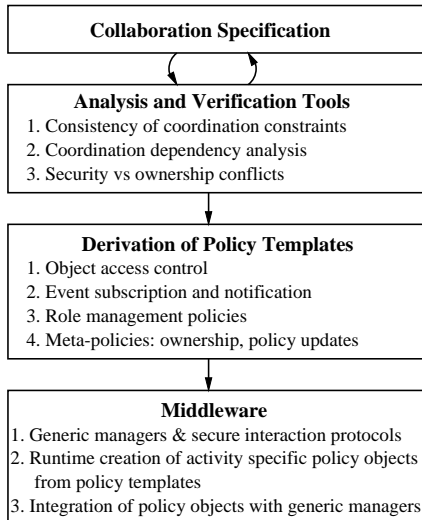 Collaboration Specification
Analysis and Verification Tools
1. Consistency of coordination constraints
2. Coordination dependency analysis
3. Security vs ownership conflicts
Derivation of Policy Templates
1. Object access control
2. Event subscription and notification
3. Role management policies
4. Meta-policies: ownership, policy updates
Middleware
1. Generic managers & secure interaction protocols
2. Runtime creation of activity specific policy objects
from policy templates
3. Integration of policy objects with generic managers